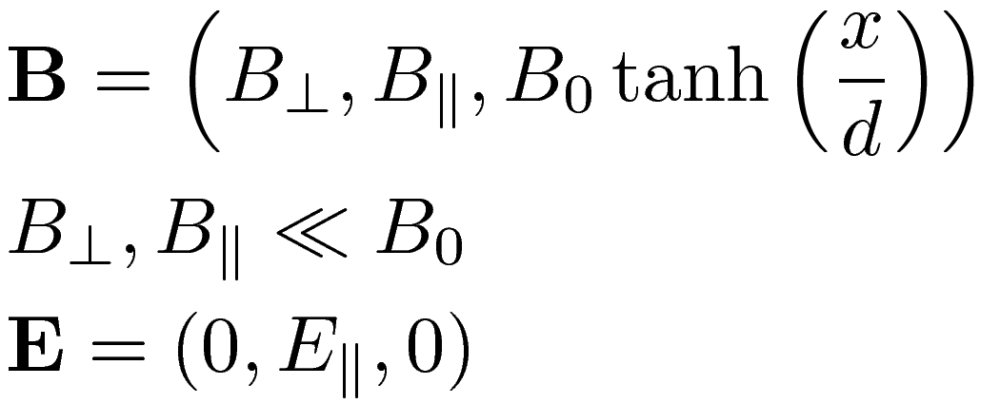 B = (B⊥, B∥, B₀ tanh (x/d))
B⊥, B∥ ≪ B₀
E = (0, E∥, 0)